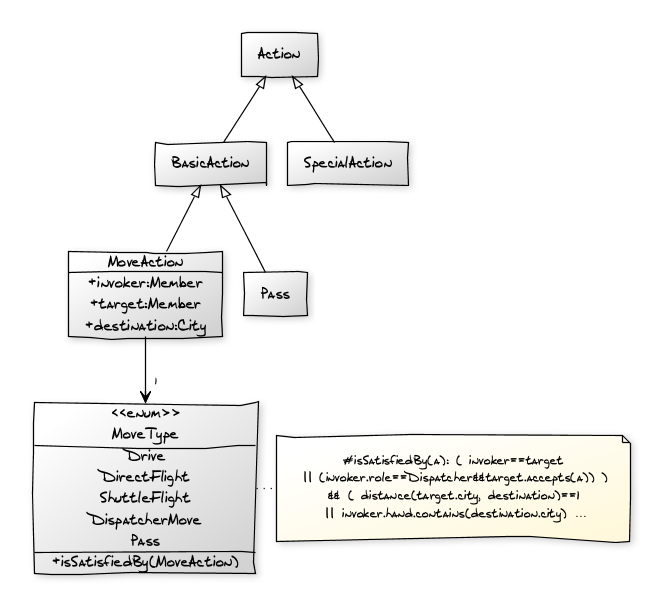 Action
BasicAction
SpecialAction
MoveAction
+invoker:Member
+target:Member
+destination:City
Pass
1
<<enum>>
MoveType
Drive
DirectFlight
ShuttleFlight
DispatcherMove
Pass
+isSatisfiedBy(MoveAction)
#isSatisfiedBy(a): ( invoker==target
|| (invoker.role==Dispatcher&&target.accepts(a)) )
&& ( distance(target.city, destination)==1
|| invoker.hand.contains(destination.city) ...